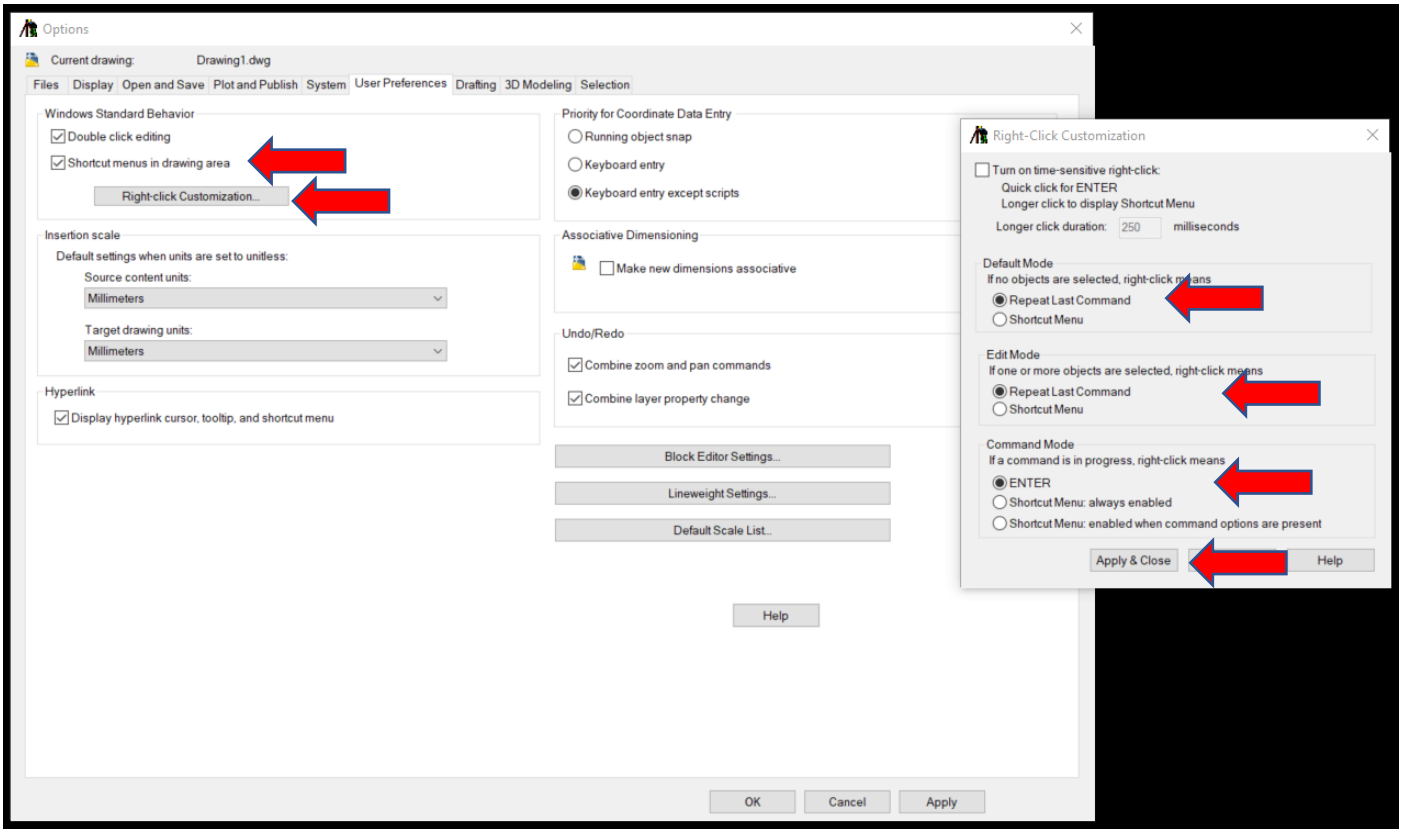 Options
Current drawing: Drawing1.dwg
Files Display Open and Save Plot and Publish System User Preferences Drafting 3D Modeling Selection
Windows Standard Behavior
Double click editing
Shortcut menus in drawing area
Right-click Customization...
Insertion scale
Default settings when units are set to unitless:
Source content units:
Millimeters
Target drawing units:
Millimeters
Hyperlink
Display hyperlink cursor, tooltip, and shortcut menu
Priority for Coordinate Data Entry
Running object snap
Keyboard entry
Keyboard entry except scripts
Associative Dimensioning
Make new dimensions associative
Undo/Redo
Combine zoom and pan commands
Combine layer property change
Block Editor Settings...
Lineweight Settings...
Default Scale List...
Help
OK Cancel Apply
Right-Click Customization
Turn on time-sensitive right-click:
Quick click for ENTER
Longer click to display Shortcut Menu
Longer click duration: 250 milliseconds
Default Mode
If no objects are selected, right-click means
Repeat Last Command
Shortcut Menu
Edit Mode
If one or more objects are selected, right-click means
Repeat Last Command
Shortcut Menu
Command Mode
If a command is in progress, right-click means
ENTER
Shortcut Menu: always enabled
Shortcut Menu: enabled when command options are present
Apply & Close Help